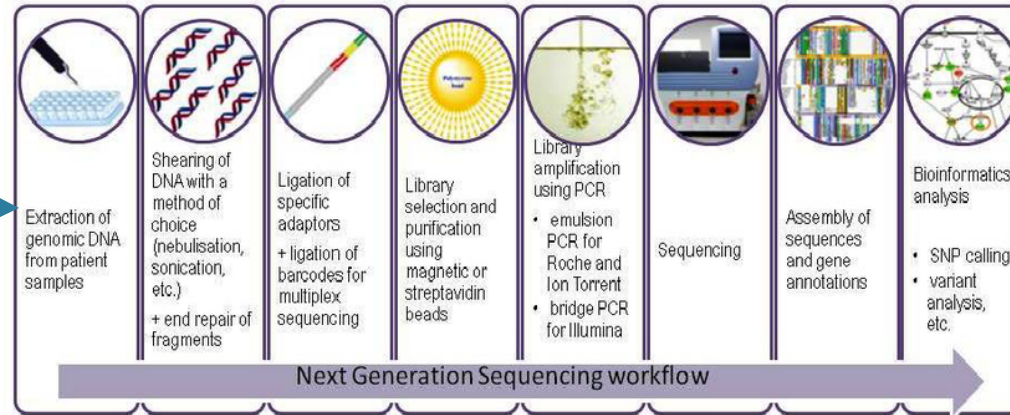 Extraction of
genomic DNA
from patient
samples
Shearing of
DNA with a
method of
choice
(nebulisation,
sonication,
etc.)
+ end repair of
fragments
Ligation of
specific
adaptors
+ ligation of
barcodes for
multiplex
sequencing
Polystyrene
bead
Library
selection and
purification
using
magnetic or
streptavidin
beads
Library
amplification
using PCR
• emulsion
PCR for
Roche and
Ion Torrent
• bridge PCR
for Illumina
Sequencing
Assembly of
sequences
and gene
annotations
Bioinformatics
analysis
• SNP calling
• variant
analysis,
etc.
Next Generation Sequencing workflow